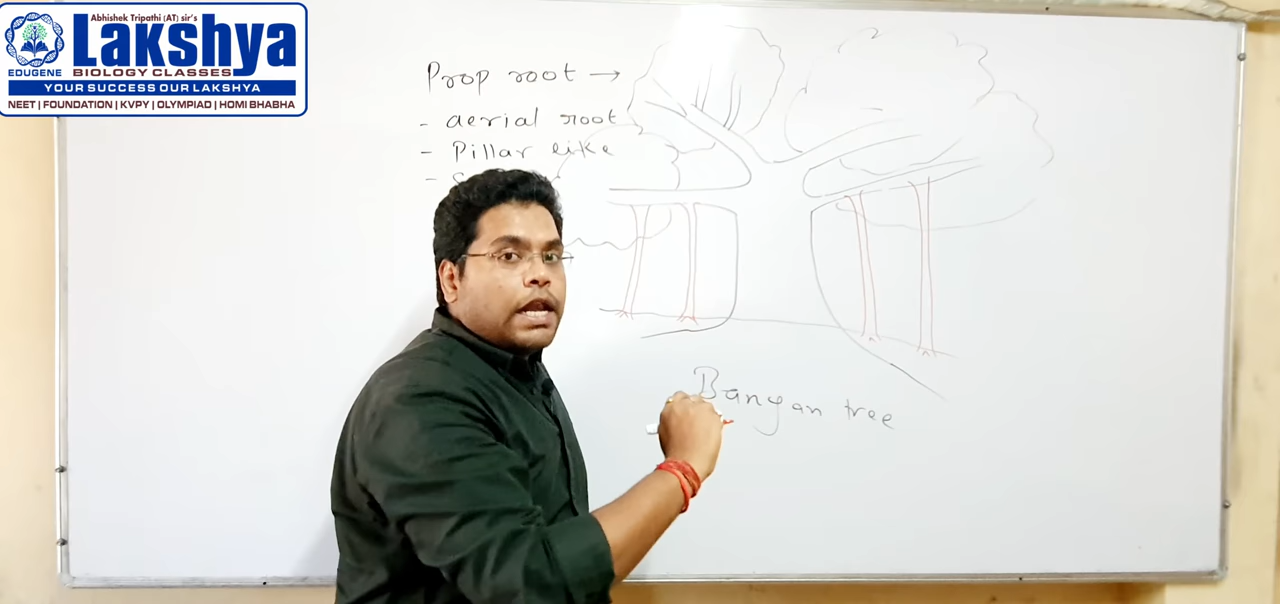 Abhishek Tripathi (AT) sir's
Lakshya
EDUGENE BIOLOGY CLASSES
YOUR SUCCESS OUR LAKSHYA
NEET | FOUNDATION | KVPY | OLYMPIAD | HOMI BHABHA
Prop root →
- aerial root
- Pillar like
-
Banyan tree